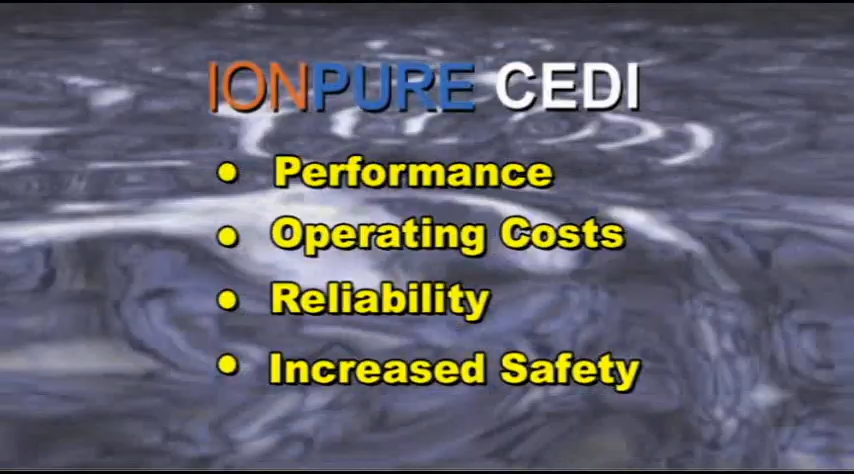 IONPURE CEDI
• Performance
• Operating Costs
• Reliability
• Increased Safety